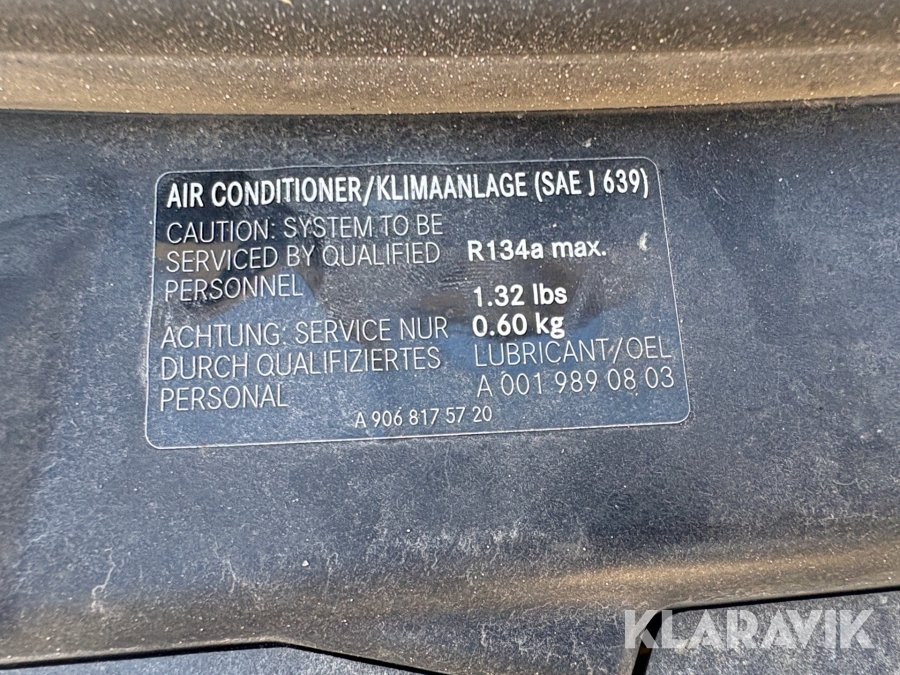 AIR CONDITIONER/KLIMAANLAGE (SAE J 639)
CAUTION: SYSTEM TO BE
SERVICED BY QUALIFIED
PERSONNEL
R134a max.
1.32 lbs
0.60 kg
ACHTUNG: SERVICE NUR
DURCH QUALIFIZIERTES
PERSONAL
LUBRICANT/OEL
A 001 989 08 03
A 906 817 57 20
KLARAVIK